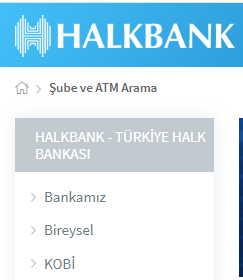 HALKBANK
Şube ve ATM Arama
HALKBANK - TÜRKİYE HALK
BANKASI
Bankamız
Bireysel
KOBİ